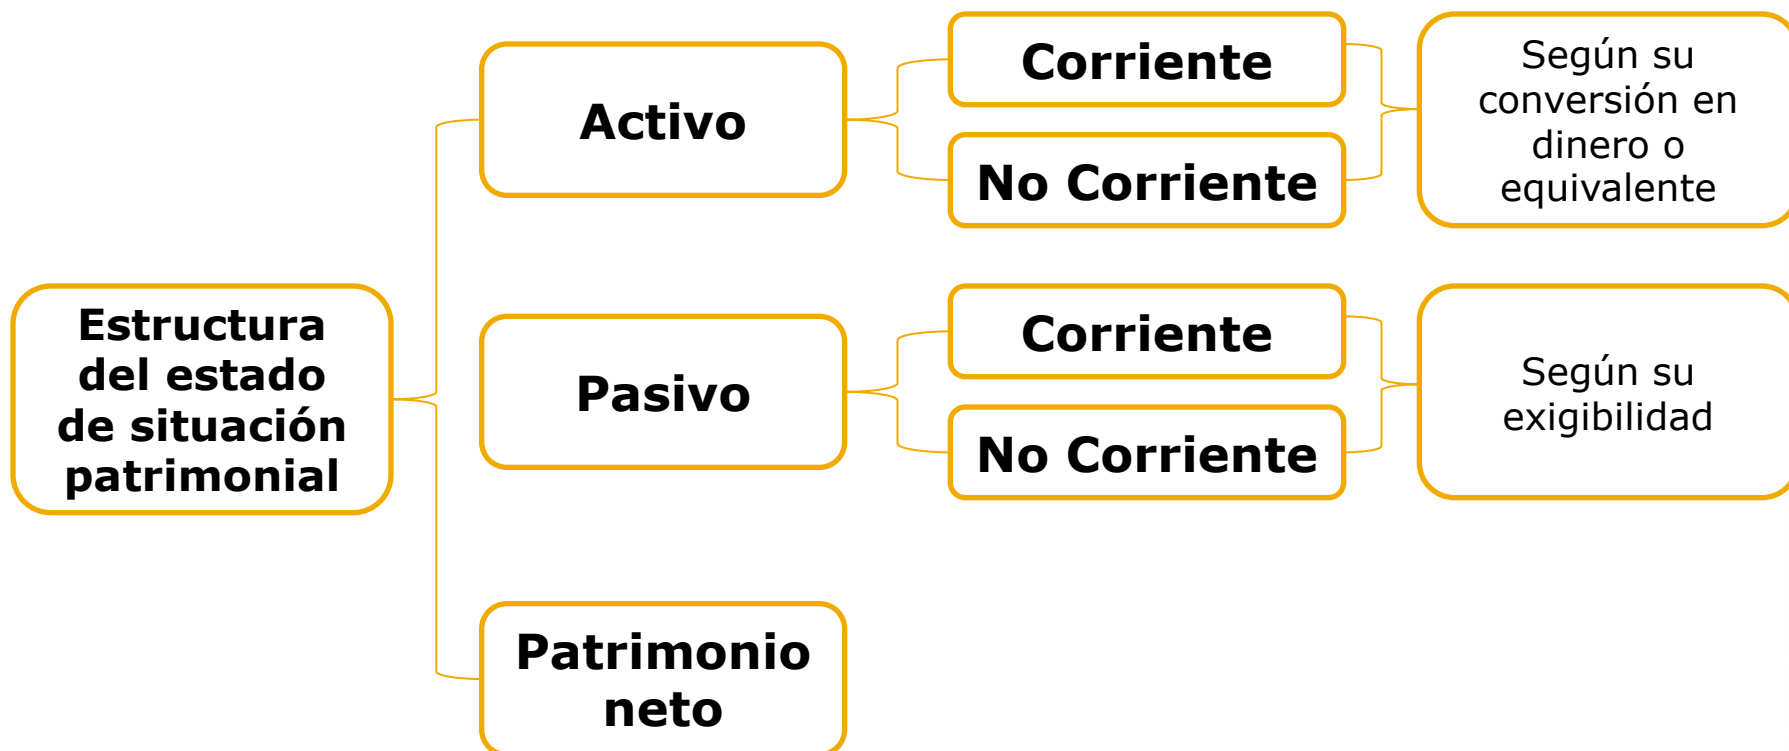 Estructura
del estado
de situación
patrimonial
Activo
Corriente
No Corriente
Según su
conversión en
dinero o
equivalente
Pasivo
Corriente
No Corriente
Según su
exigibilidad
Patrimonio
neto